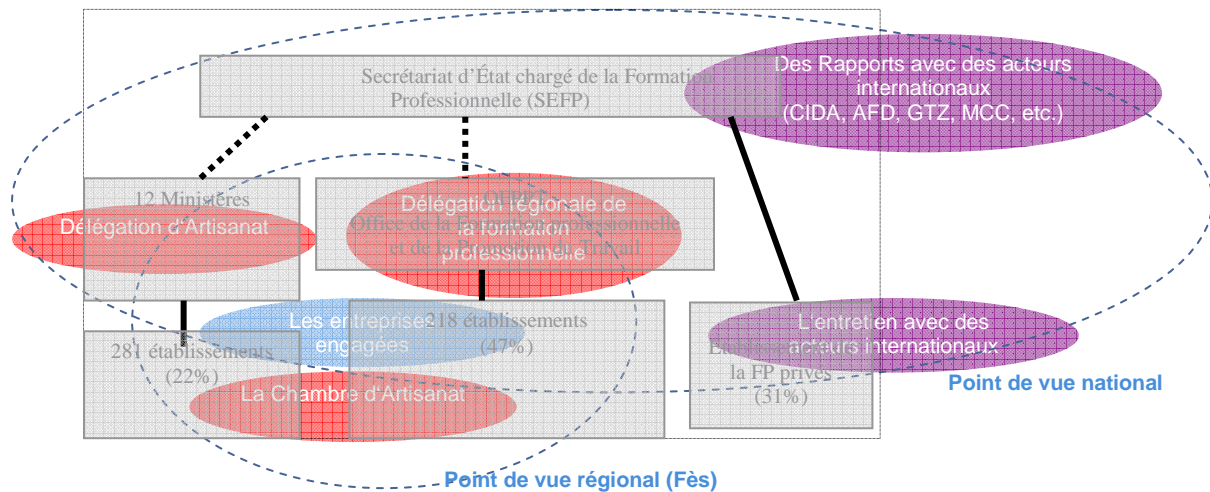 Secrétariat d'État chargé de la Formation
Professionnelle (SEFP)
Des Rapports avec des acteurs
internationaux
(CIDA, AFD, GTZ, MCC, etc.)
12 Ministères
Délégation d'Artisanat
Office de la Formation professionnelle
et de la Promotion du Travail
Délégation régionale de
la formation
professionnelle
Les entreprises
engagées
281 établissements
(22%)
218 établissements
(47%)
La Chambre d'Artisanat
L'entretien avec des
acteurs internationaux
la FP privés
(31%)
Point de vue national
Point de vue régional (Fès)